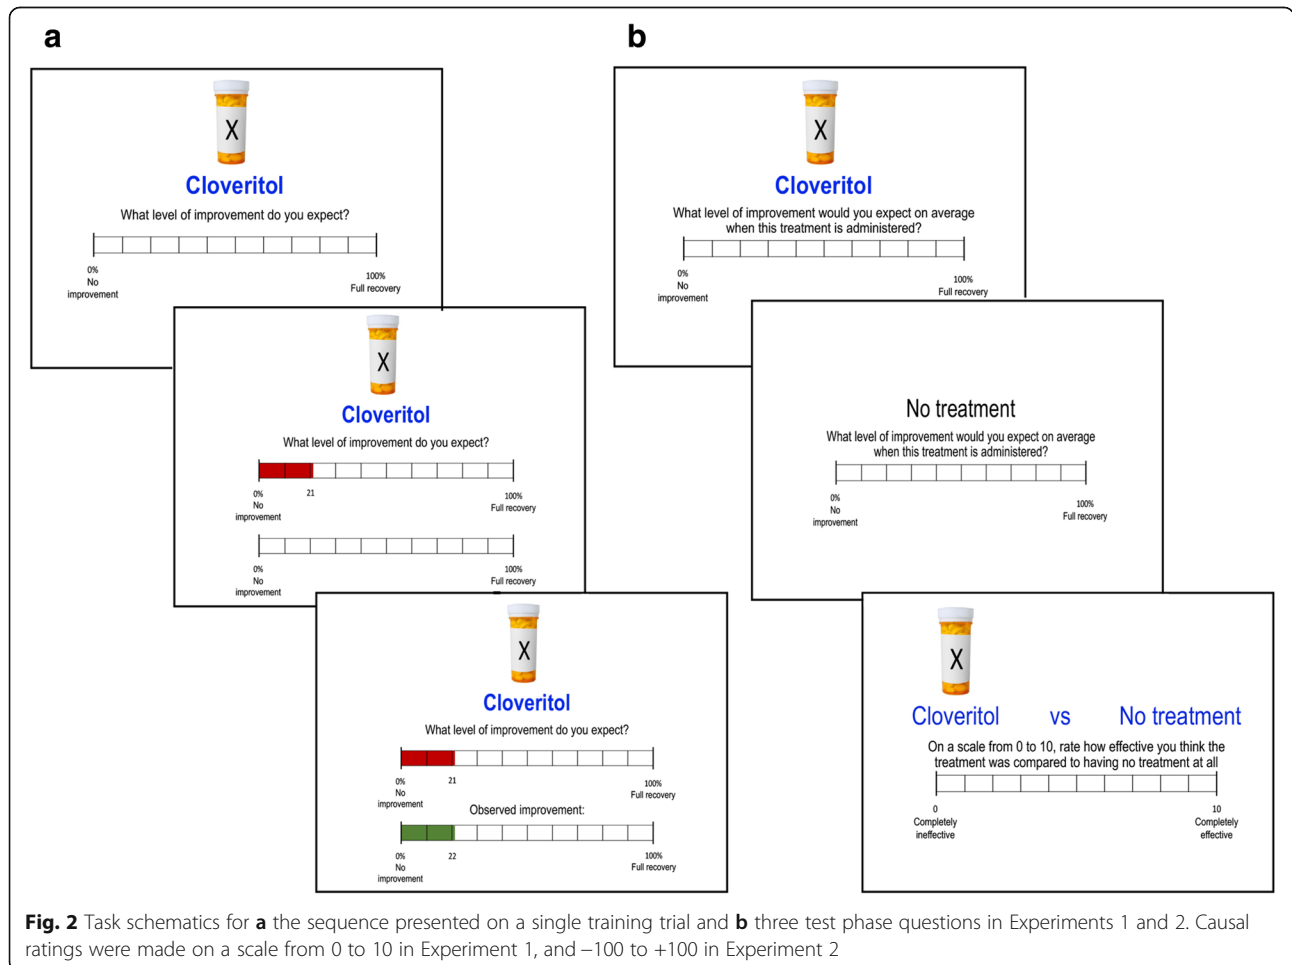 a
X
Cloveritol
What level of improvement do you expect?
0%
No
improvement
100%
Full recovery
X
Cloveritol
What level of improvement do you expect?
0%
No
improvement
21
100%
Full recovery
0%
No
improvement
100%
Full recovery
X
Cloveritol
What level of improvement do you expect?
0%
No
improvement
21
100%
Full recovery
Observed improvement:
0%
No
improvement
22
100%
Full recovery
b
X
Cloveritol
What level of improvement would you expect on average
when this treatment is administered?
0%
No
improvement
100%
Full recovery
No treatment
What level of improvement would you expect on average
when this treatment is administered?
0%
No
improvement
100%
Full recovery
X
Cloveritol vs No treatment
On a scale from 0 to 10, rate how effective you think the
treatment was compared to having no treatment at all
0
Completely
ineffective
10
Completely
effective
Fig. 2 Task schematics for a the sequence presented on a single training trial and b three test phase questions in Experiments 1 and 2. Causal
ratings were made on a scale from 0 to 10 in Experiment 1, and −100 to +100 in Experiment 2